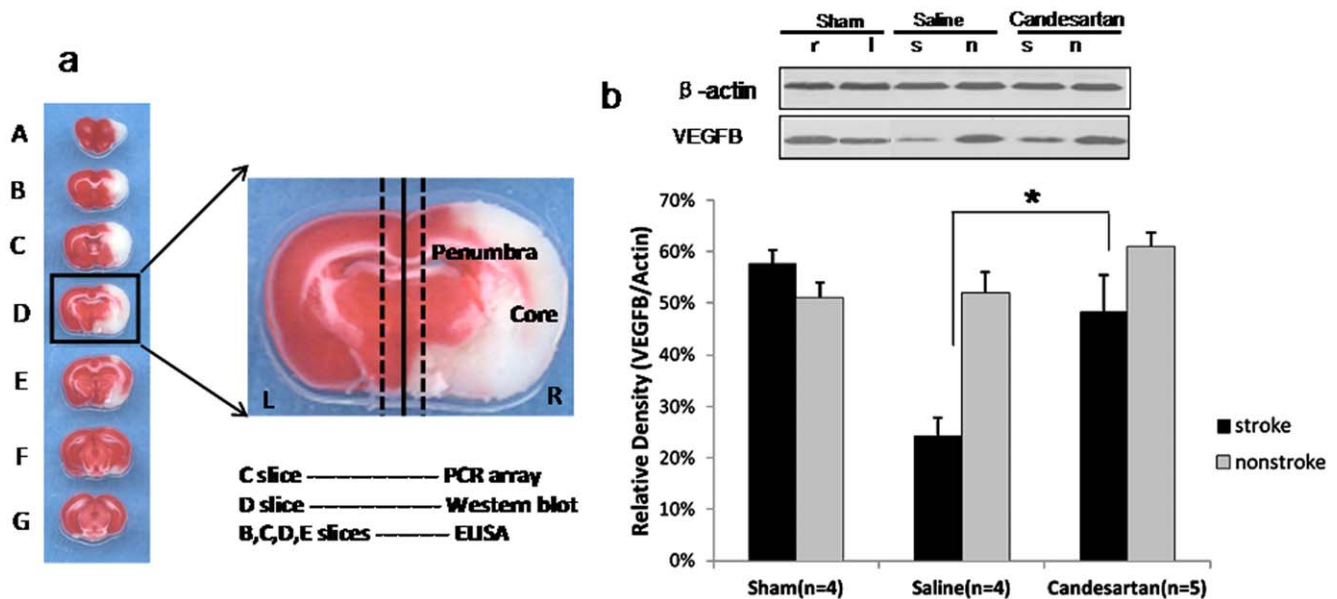 a
A
B
C
D
E
F
G
Penumbra
Core
L
R
C slice ---------------- PCR array
D slice ---------------- Western blot
B,C,D,E slices --------- ELISA
b
Sham Saline Candesartan
r l s n s n
β-actin
VEGFB
*
Relative Density (VEGFB/Actin)
70%
60%
50%
40%
30%
20%
10%
0%
Sham(n=4) Saline(n=4) Candesartan(n=5)
stroke
nonstroke